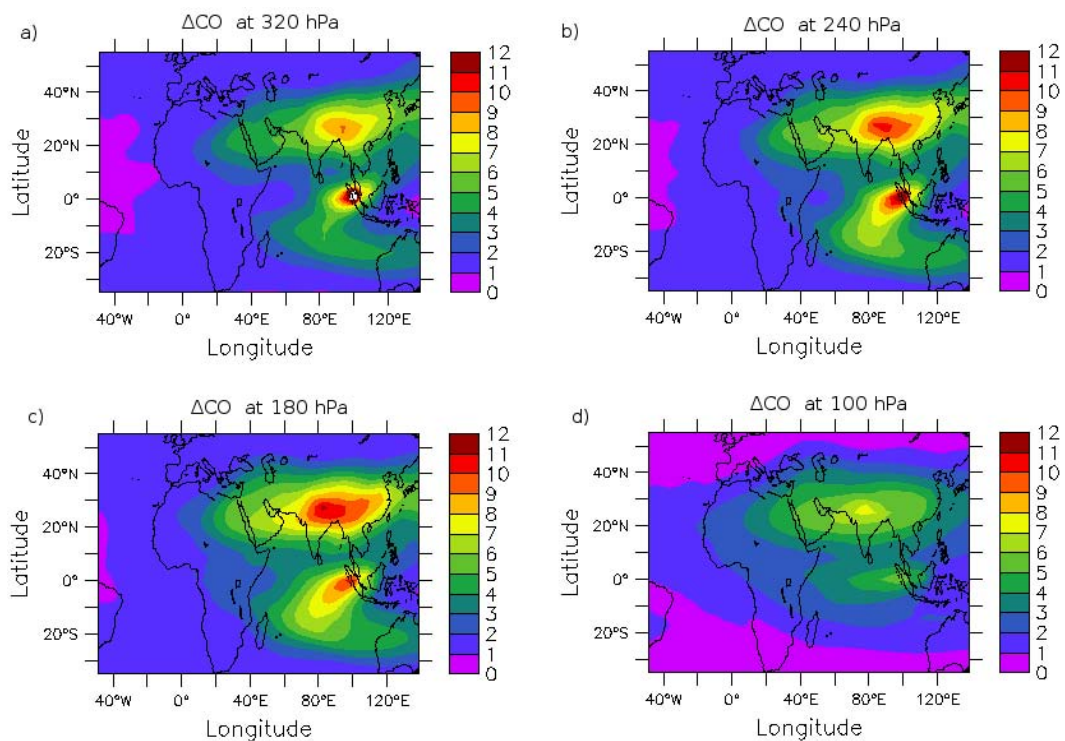 a)
ΔCO at 320 hPa
40°N
20°N
0°
20°S
Latitude
40°W 0° 40°E 80°E 120°E
Longitude
12
11
10
9
8
7
6
5
4
3
2
1
0
b)
ΔCO at 240 hPa
40°N
20°N
0°
20°S
Latitude
40°W 0° 40°E 80°E 120°E
Longitude
12
11
10
9
8
7
6
5
4
3
2
1
0
c)
ΔCO at 180 hPa
40°N
20°N
0°
20°S
Latitude
40°W 0° 40°E 80°E 120°E
Longitude
12
11
10
9
8
7
6
5
4
3
2
1
0
d)
ΔCO at 100 hPa
40°N
20°N
0°
20°S
Latitude
40°W 0° 40°E 80°E 120°E
Longitude
12
11
10
9
8
7
6
5
4
3
2
1
0